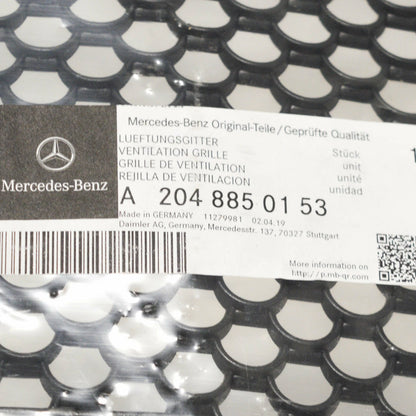 Mercedes-Benz
Mercedes-Benz Original-Teile/Geprüfte Qualität
LUEFTUNGSGITTER
VENTILATION GRILLE
GRILLE DE VENTILATION
REJILLA DE VENTILACION
Stück
unit
unité
unidad
1
A 204 885 01 53
Made in GERMANY 11279981 02.04.19
Daimler AG, Germany, Mercedesstr. 137, 70327 Stuttgart
More information on
http://p.mb-qr.com/